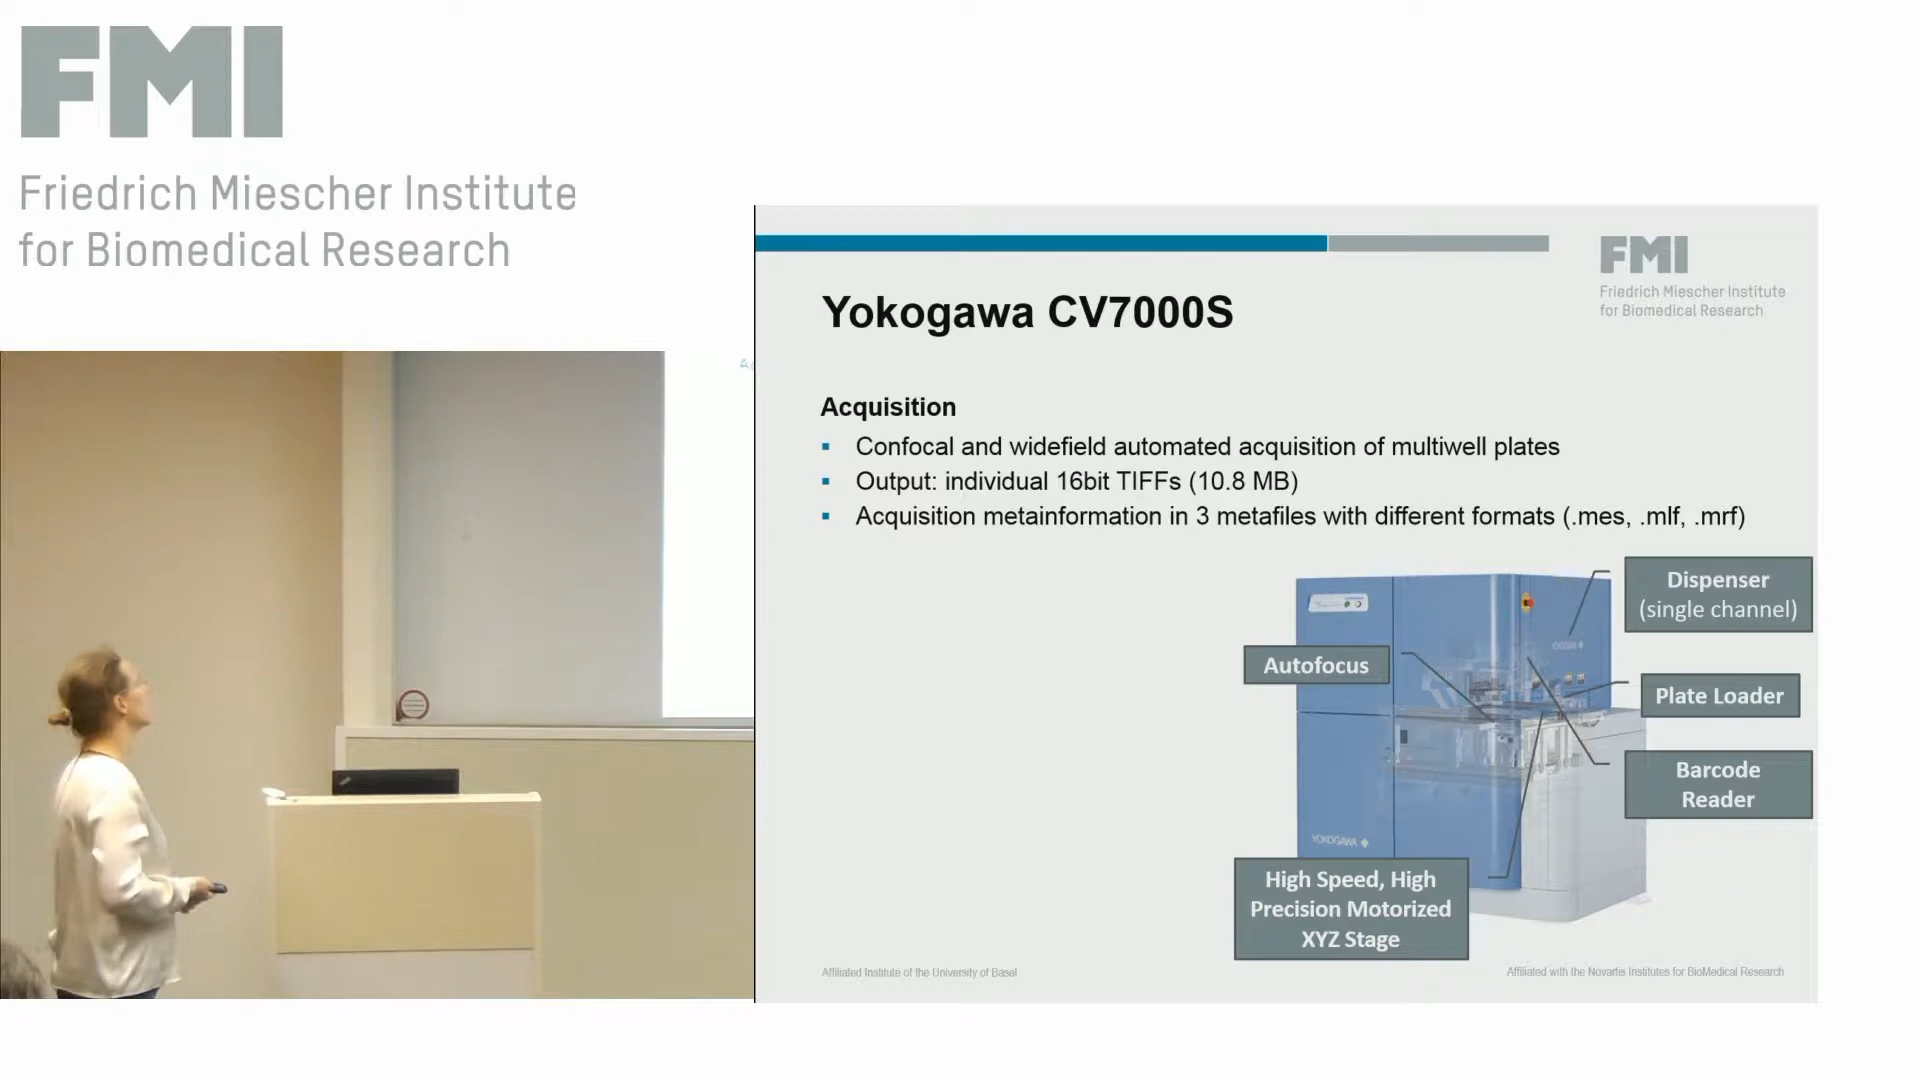 FMI
Friedrich Miescher Institute
for Biomedical Research
FMI
Friedrich Miescher Institute
for Biomedical Research
Yokogawa CV7000S
Acquisition
▪ Confocal and widefield automated acquisition of multiwell plates
▪ Output: individual 16bit TIFFs (10.8 MB)
▪ Acquisition metainformation in 3 metafiles with different formats (.mes, .mlf, .mrf)
Dispenser
(single channel)
Autofocus
Plate Loader
Barcode
Reader
YOKOGAWA
High Speed, High
Precision Motorized
XYZ Stage
Affiliated Institute of the University of Basel
Affiliated with the Novartis Institutes for BioMedical Research